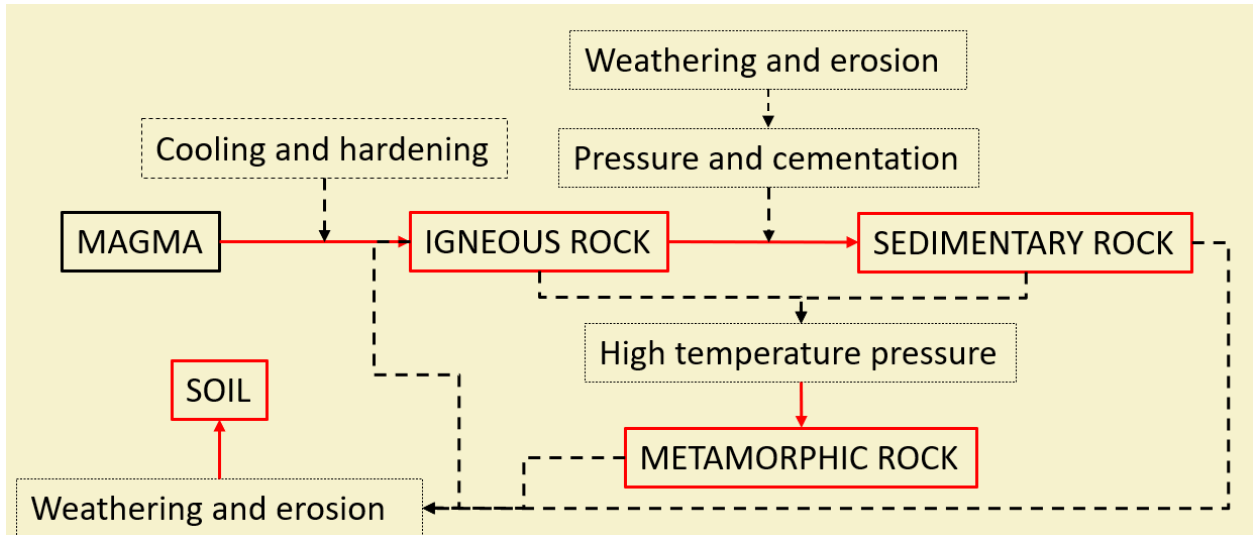 Weathering and erosion
Cooling and hardening
Pressure and cementation
MAGMA
IGNEOUS ROCK
SEDIMENTARY ROCK
High temperature pressure
SOIL
METAMORPHIC ROCK
Weathering and erosion